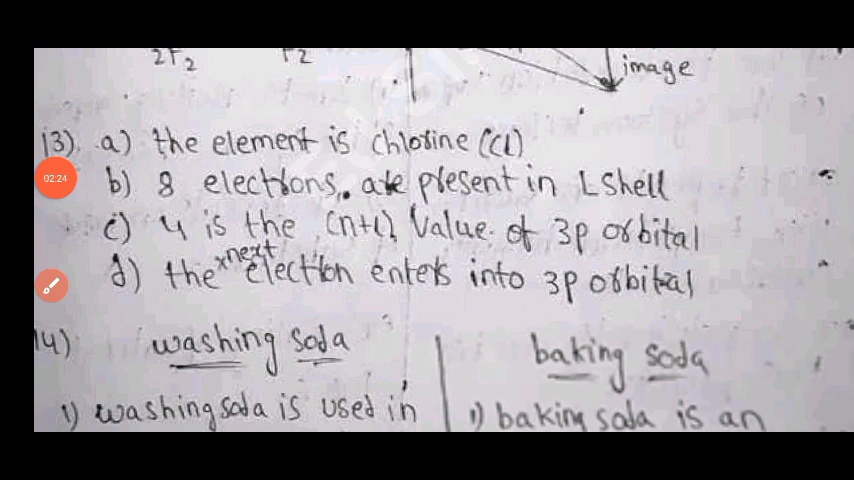 2F2 F2
image
13) a) the element is chlorine (Cl)
02:24
b) 8 electrons are present in L shell
c) 4 is the (n+l) Value of 3p orbital
d) the next electron enters into 3p orbital
14) washing soda
baking soda
1) washing soda is used in
1) baking soda is an